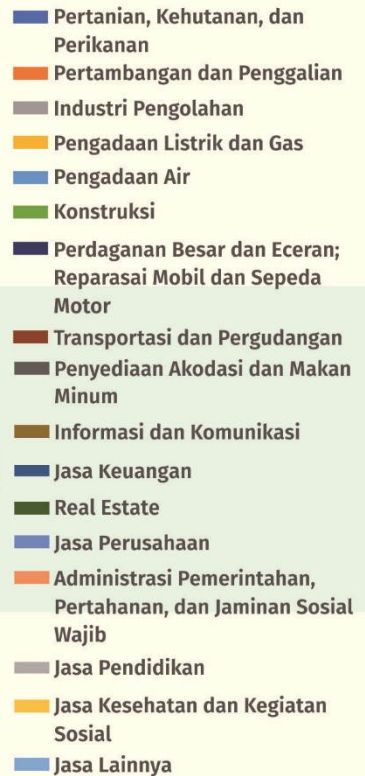 Pertanian, Kehutanan, dan
Perikanan
Pertambangan dan Penggalian
Industri Pengolahan
Pengadaan Listrik dan Gas
Pengadaan Air
Konstruksi
Perdaganan Besar dan Eceran;
Reparasai Mobil dan Sepeda
Motor
Transportasi dan Pergudangan
Penyediaan Akodasi dan Makan
Minum
Informasi dan Komunikasi
Jasa Keuangan
Real Estate
Jasa Perusahaan
Administrasi Pemerintahan,
Pertahanan, dan Jaminan Sosial
Wajib
Jasa Pendidikan
Jasa Kesehatan dan Kegiatan
Sosial
Jasa Lainnya